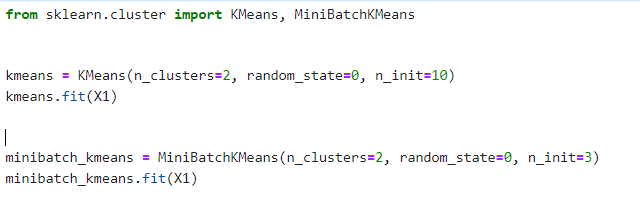 from sklearn.cluster import KMeans, MiniBatchKMeans
kmeans = KMeans(n_clusters=2, random_state=0, n_init=10)
kmeans.fit(X1)
minibatch_kmeans = MiniBatchKMeans(n_clusters=2, random_state=0, n_init=3)
minibatch_kmeans.fit(X1)